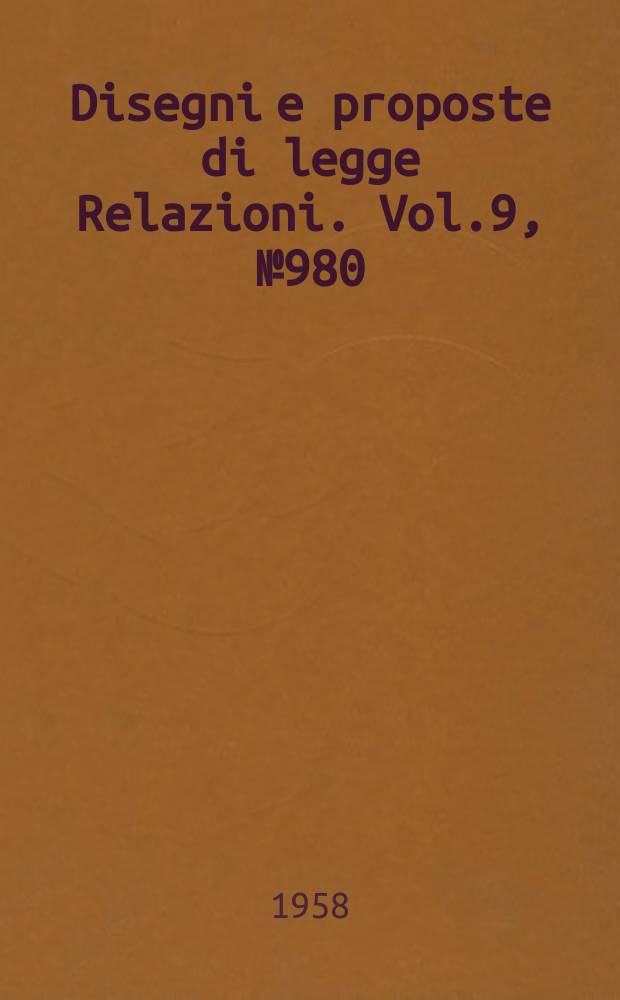 Disegni e proposte
di legge
Relazioni. Vol.9,
№980
1958